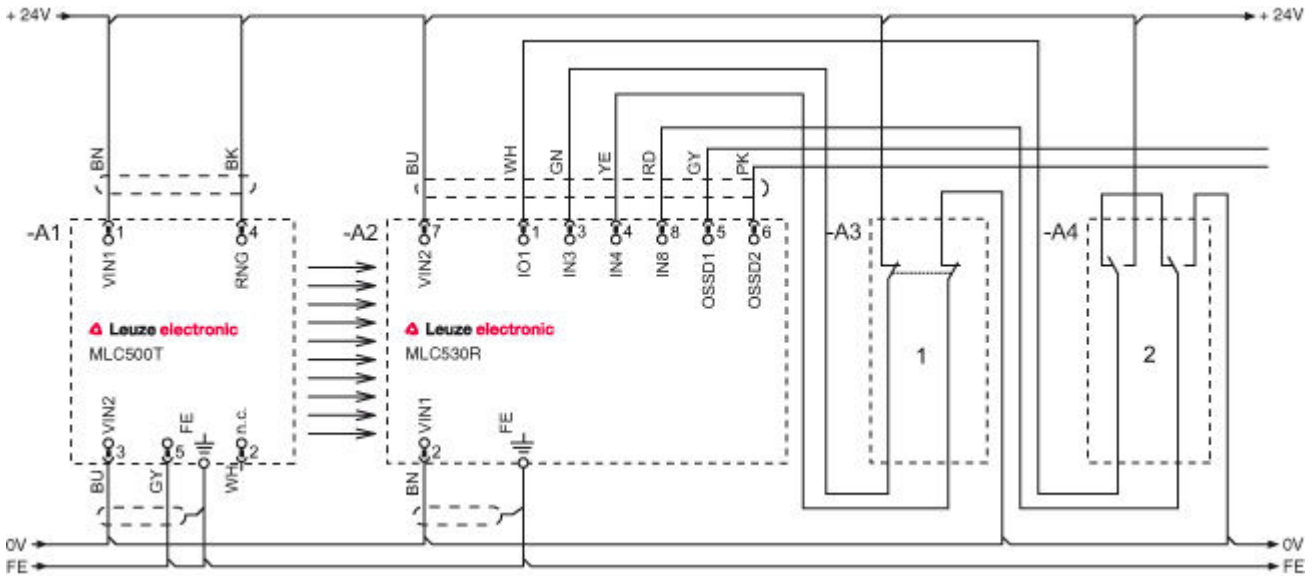 + 24V
+ 24V
BN
BK
BU
WH
GN
YE
RD
GY
PK
-A1
1
4
-A2
7
1
3
4
8
5
6
-A3
-A4
VIN1
RNG
VIN2
IO1
IN3
IN4
IN8
OSSD1
OSSD2
Leuze electronic
MLC500T
Leuze electronic
MLC530R
1
2
VIN2
FE
n.c.
VIN1
FE
3
5
2
2
BU
GY
WH
BN
0V
0V
FE
FE